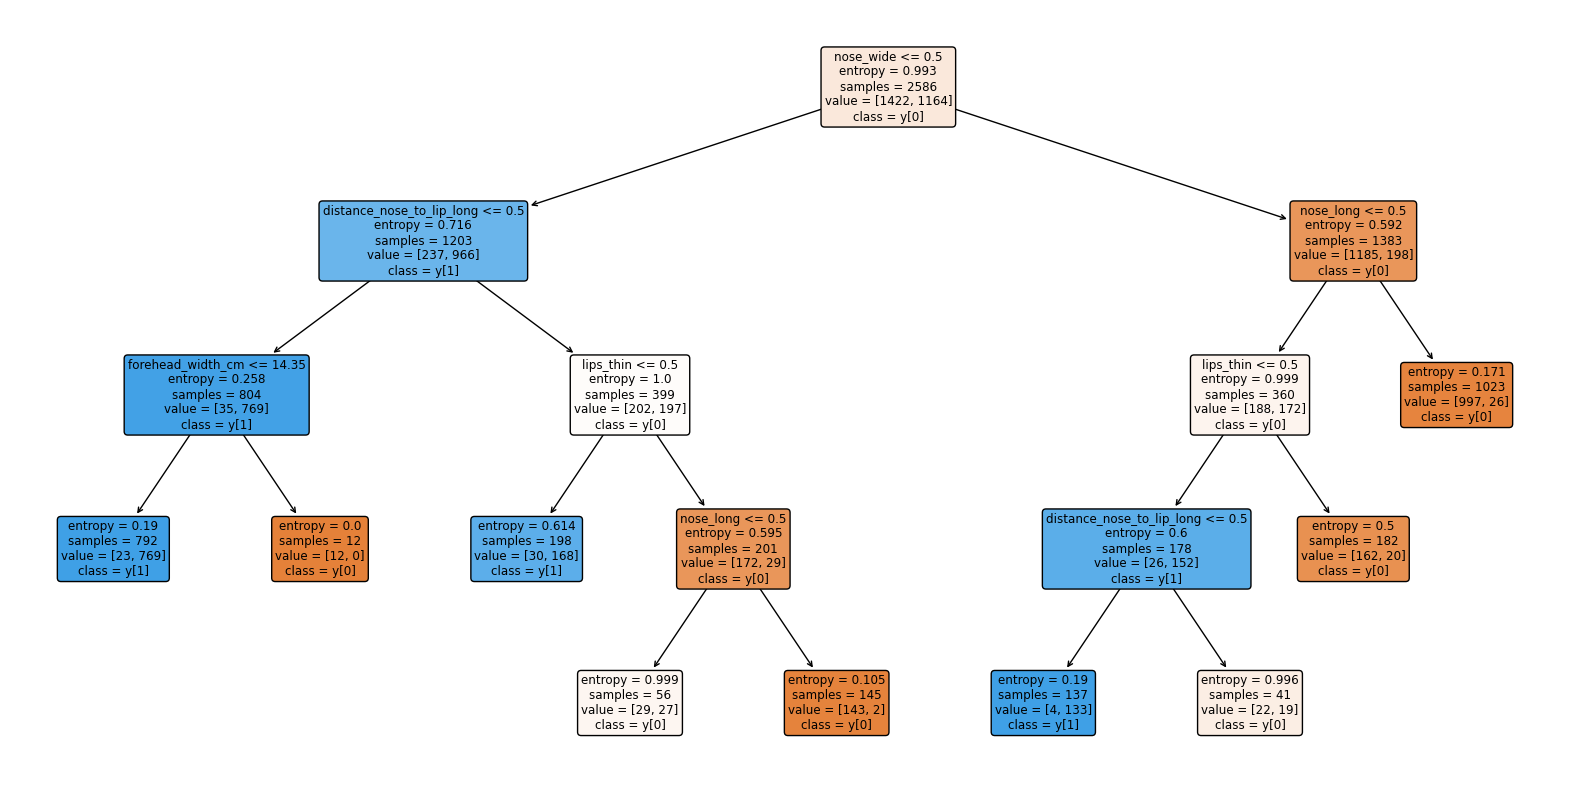 nose_wide <= 0.5
entropy = 0.993
samples = 2586
value = [1422, 1164]
class = y[0]
distance_nose_to_lip_long <= 0.5
entropy = 0.716
samples = 1203
value = [237, 966]
class = y[1]
nose_long <= 0.5
entropy = 0.592
samples = 1383
value = [1185, 198]
class = y[0]
forehead_width_cm <= 14.35
entropy = 0.258
samples = 804
value = [35, 769]
class = y[1]
lips_thin <= 0.5
entropy = 1.0
samples = 399
value = [202, 197]
class = y[0]
lips_thin <= 0.5
entropy = 0.999
samples = 360
value = [188, 172]
class = y[0]
entropy = 0.171
samples = 1023
value = [997, 26]
class = y[0]
entropy = 0.19
samples = 792
value = [23, 769]
class = y[1]
entropy = 0.0
samples = 12
value = [12, 0]
class = y[0]
entropy = 0.614
samples = 198
value = [30, 168]
class = y[1]
nose_long <= 0.5
entropy = 0.595
samples = 201
value = [172, 29]
class = y[0]
distance_nose_to_lip_long <= 0.5
entropy = 0.6
samples = 178
value = [26, 152]
class = y[1]
entropy = 0.5
samples = 182
value = [162, 20]
class = y[0]
entropy = 0.999
samples = 56
value = [29, 27]
class = y[0]
entropy = 0.105
samples = 145
value = [143, 2]
class = y[0]
entropy = 0.19
samples = 137
value = [4, 133]
class = y[1]
entropy = 0.996
samples = 41
value = [22, 19]
class = y[0]